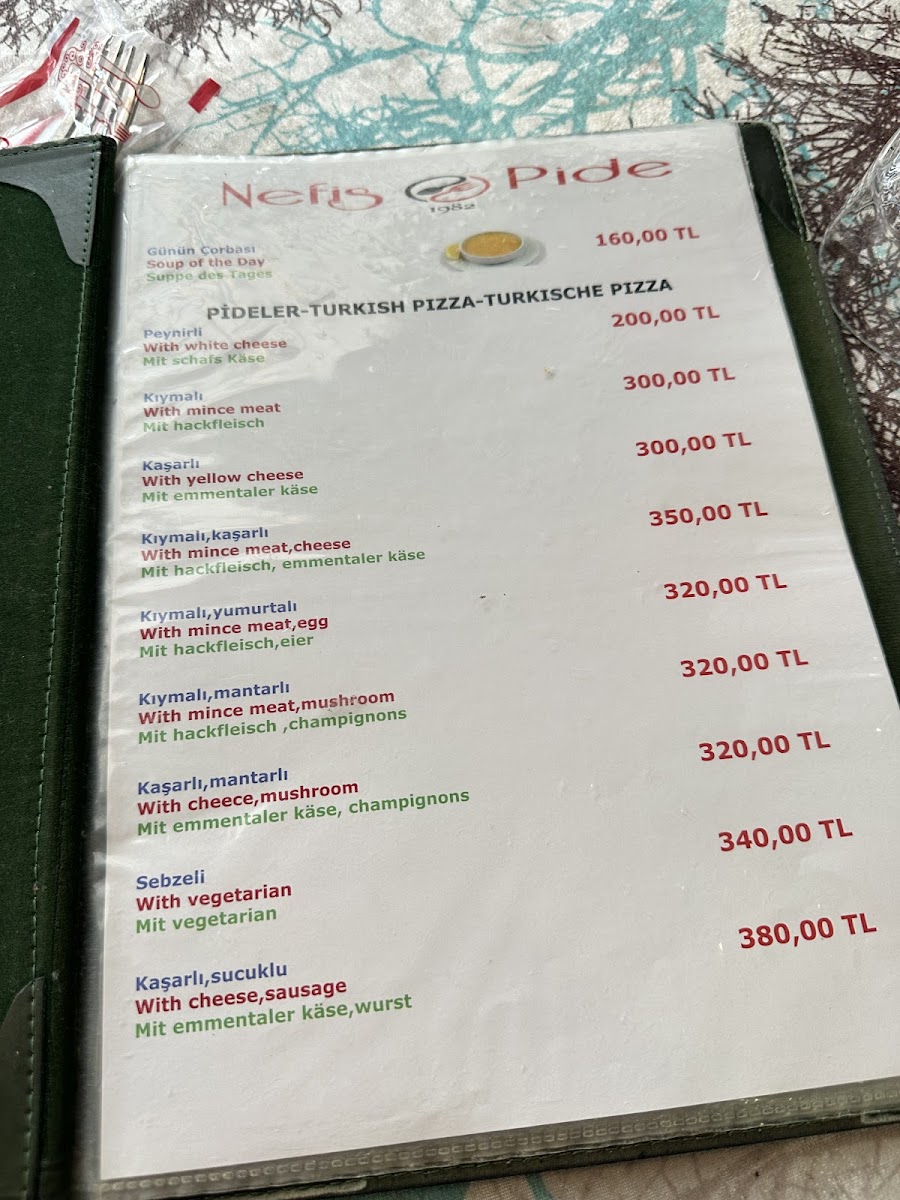 Nefis Pide
1982
Günün Çorbası
Soup of the Day
Suppe des Tages
160,00 TL
PİDELER-TURKISH PIZZA-TURKISCHE PIZZA
Peynirli
With white cheese
Mit schafs Käse
200,00 TL
Kıymalı
With mince meat
Mit hackfleisch
300,00 TL
Kaşarlı
With yellow cheese
Mit emmentaler käse
300,00 TL
Kıymalı,kaşarlı
With mince meat,cheese
Mit hackfleisch, emmentaler käse
350,00 TL
Kıymalı,yumurtalı
With mince meat,egg
Mit hackfleisch,eier
320,00 TL
Kıymalı,mantarlı
With mince meat,mushroom
Mit hackfleisch ,champignons
320,00 TL
Kaşarlı,mantarlı
With cheece,mushroom
Mit emmentaler käse, champignons
320,00 TL
Sebzeli
With vegetarian
Mit vegetarian
340,00 TL
Kaşarlı,sucuklu
With cheese,sausage
Mit emmentaler käse,wurst
380,00 TL